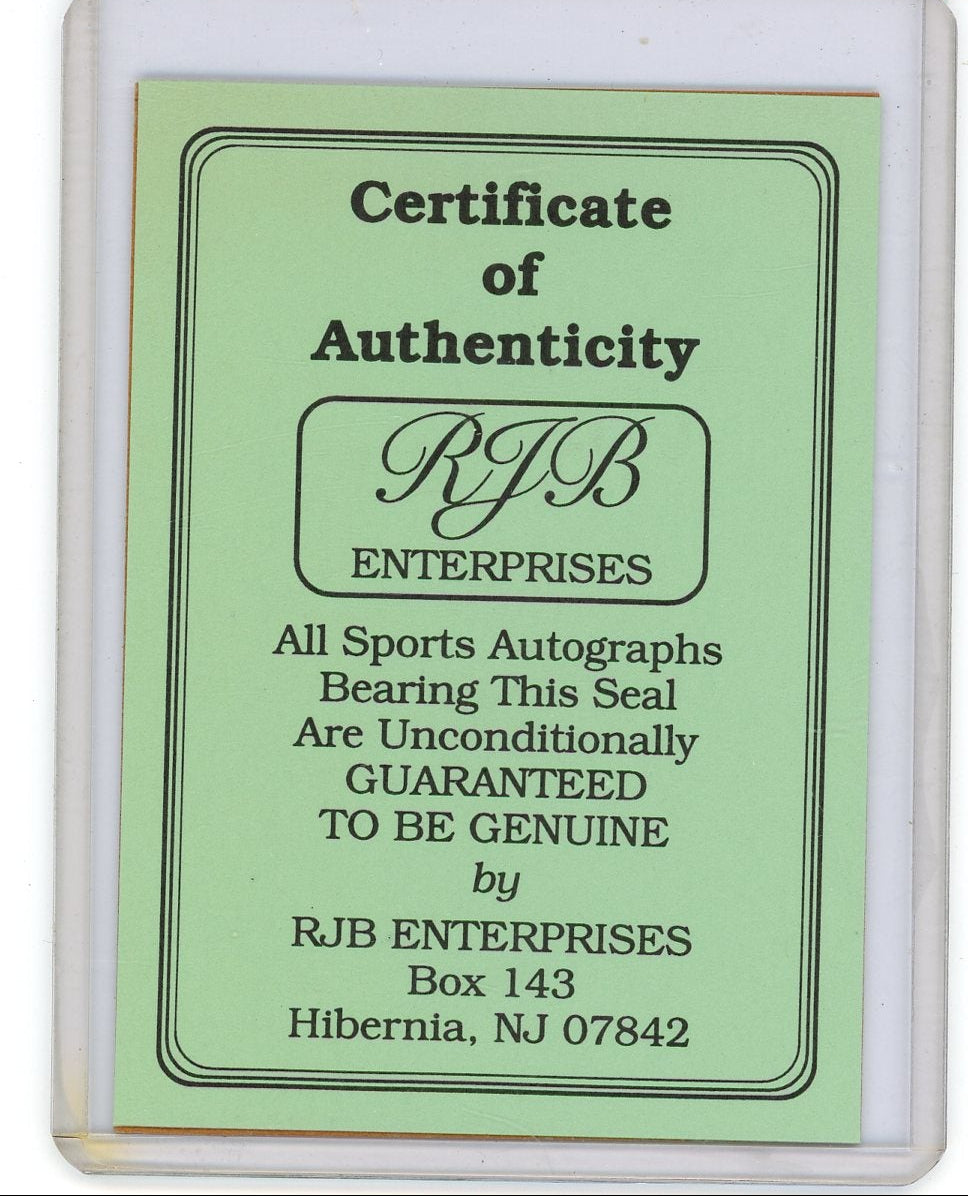 Certificate
of
Authenticity
RJB
ENTERPRISES
All Sports Autographs
Bearing This Seal
Are Unconditionally
GUARANTEED
TO BE GENUINE
by
RJB ENTERPRISES
Box 143
Hibernia, NJ 07842